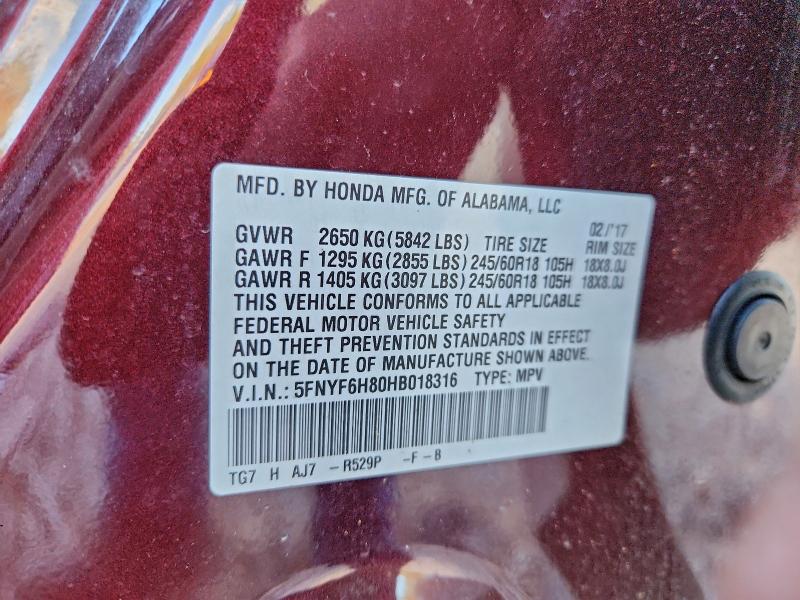 MFD. BY HONDA MFG. OF ALABAMA, LLC
02/'17
GVWR 2650 KG (5842 LBS) TIRE SIZE RIM SIZE
GAWR F 1295 KG (2855 LBS) 245/60R18 105H 18X8.0J
GAWR R 1405 KG (3097 LBS) 245/60R18 105H 18X8.0J
THIS VEHICLE CONFORMS TO ALL APPLICABLE
FEDERAL MOTOR VEHICLE SAFETY
AND THEFT PREVENTION STANDARDS IN EFFECT
ON THE DATE OF MANUFACTURE SHOWN ABOVE.
V.I.N.: 5FNYF6H80HB018316 TYPE: MPV
TG7 H AJ7 - R529P - F - B